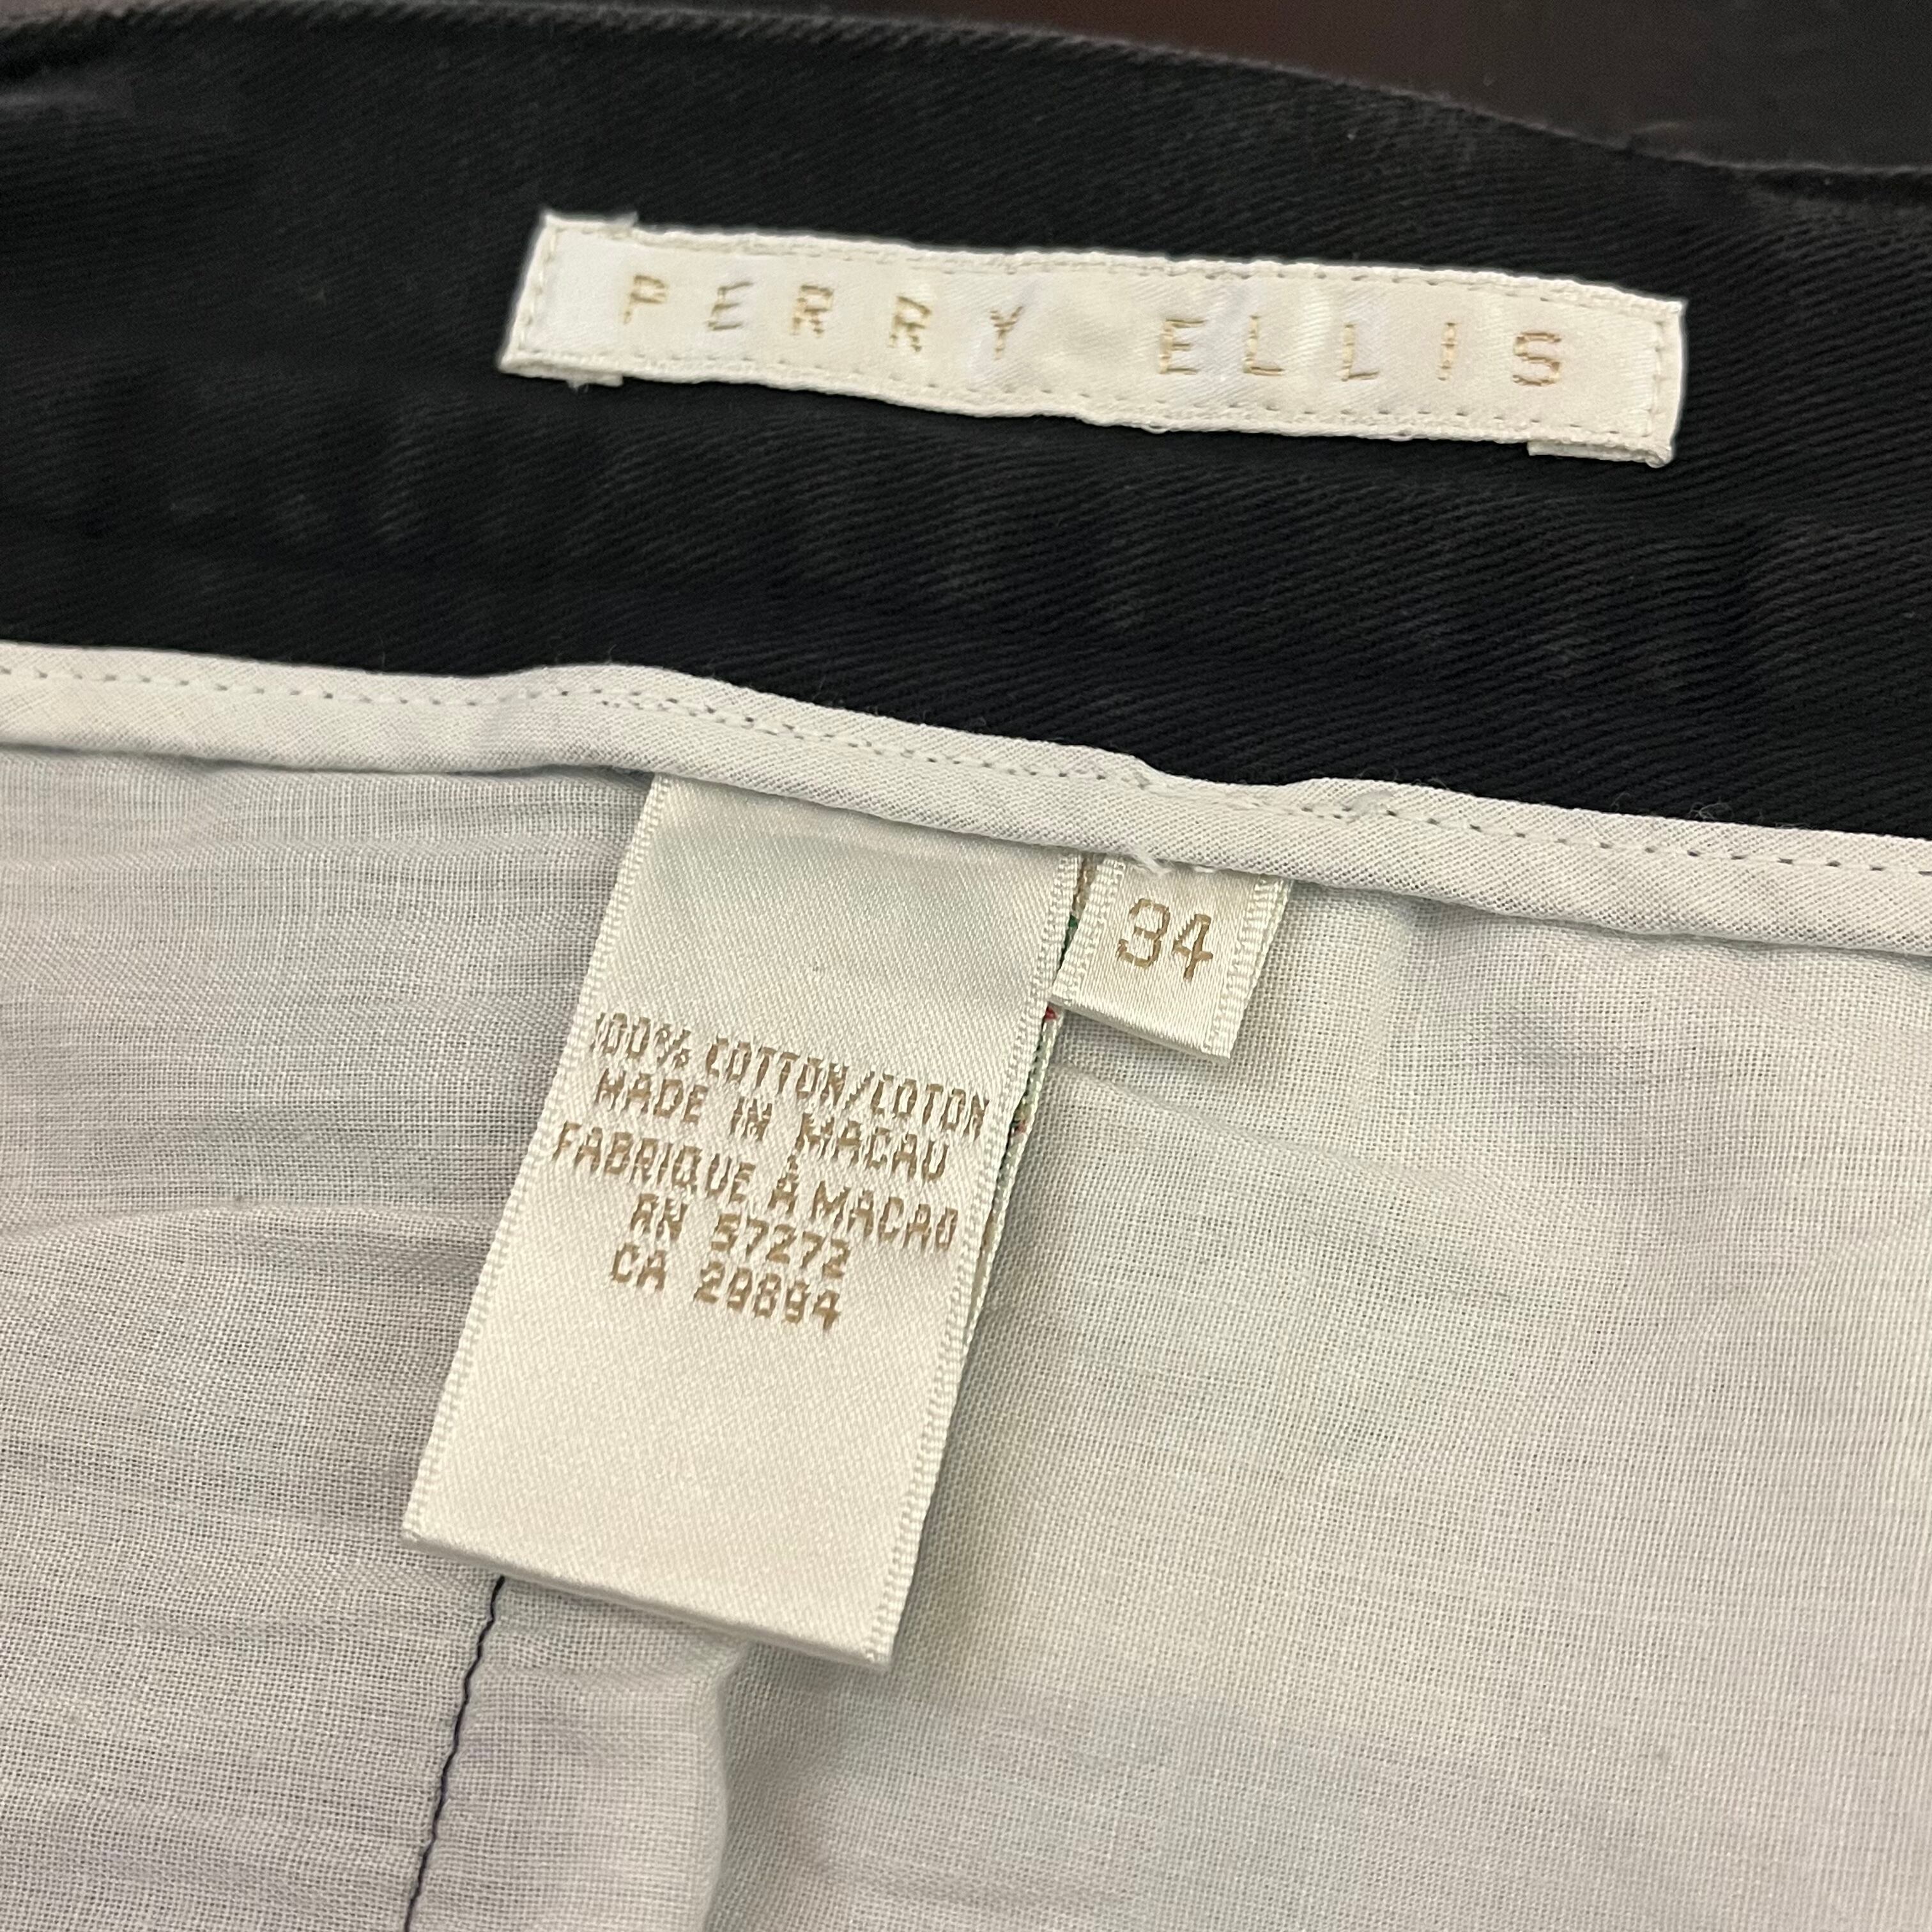 PERRY ELLIS
34
100% COTTON/COTON
MADE IN MACAU
FABRIQUE À MACAO
RN 57272
CA 29894